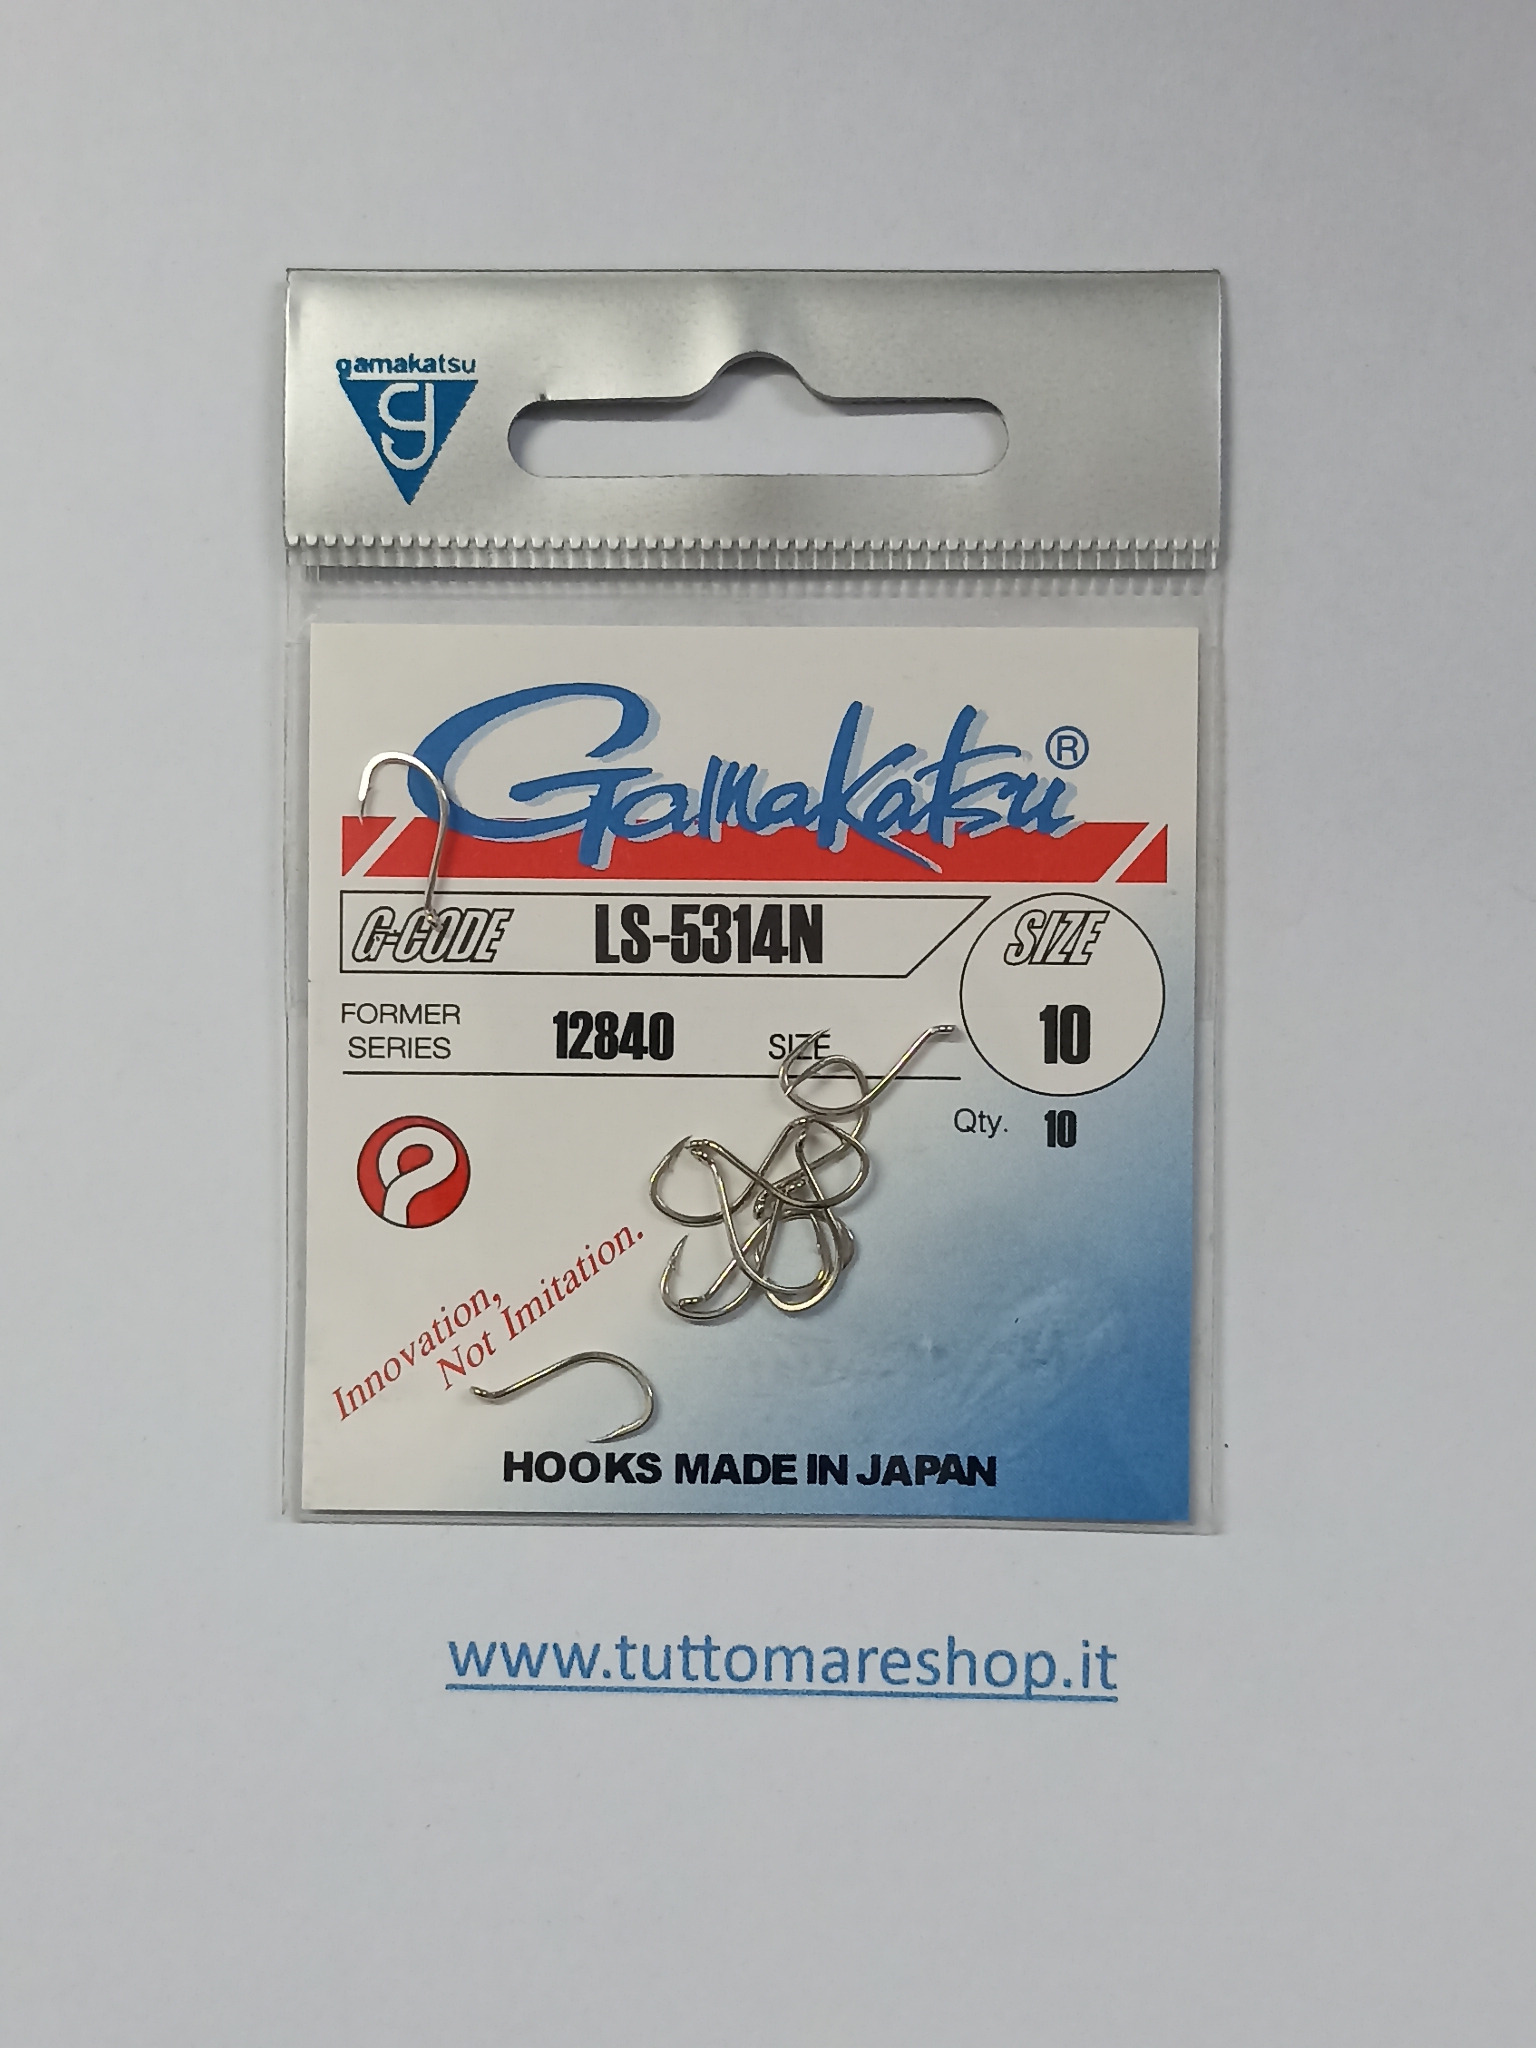 gamakatsu
g
Gamakatsu®
G-CODE LS-5314N SIZE
10
FORMER SERIES 12840 SIZE
Qty. 10
Innovation,
Not Imitation.
HOOKS MADE IN JAPAN
www.tuttomareshop.it